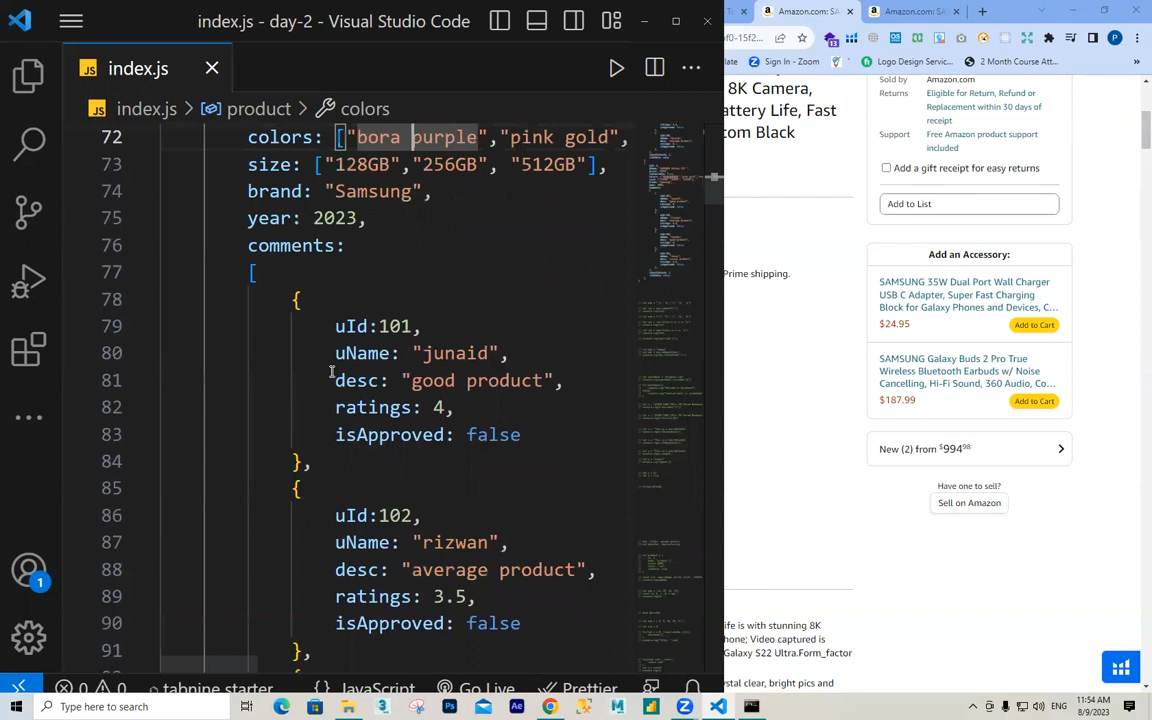 index.js - day-2 - Visual Studio Code
JS index.js
JS index.js > product > colors
72 colors: ["bora purple","pink gold",
73 size: ["128GB","256GB", "512GB"],
74 brand: "Samsung",
75 year: 2023,
76 comments:
77 [
78 {
79 uId:101,
80 uName: "junaid",
81 desc: "good product",
82 ratings: 4,
83 isApproved: false
84 },
85 {
86 uId:102,
87 uName: "rizwan",
88 desc: "average product",
89 ratings: 3.5,
90 isApproved: false
91 },
1
0 0 tabnine starter {} JavaScript Go Live Prettier
Amazon.com: SA
Amazon.com: SA
af0-15f2...
Sign In - Zoom
Logo Design Servic...
2 Month Course Att...
8K Camera,
attery Life, Fast
om Black
Prime shipping.
Sold by Amazon.com
Returns Eligible for Return, Refund or
Replacement within 30 days of
receipt
Support Free Amazon product support
included
Add a gift receipt for easy returns
Add to List
Add an Accessory:
SAMSUNG 35W Dual Port Wall Charger
USB C Adapter, Super Fast Charging
Block for Galaxy Phones and Devices, C...
$24.95 Add to Cart
SAMSUNG Galaxy Buds 2 Pro True
Wireless Bluetooth Earbuds w/ Noise
Cancelling, Hi-Fi Sound, 360 Audio, Co...
$187.99 Add to Cart
New (2) from $994.98
Have one to sell?
Sell on Amazon
life is with stunning 8K
hone; Video captured is
Galaxy S22 Ultra.Form_factor
stal clear, bright pics and
Type here to search
ENG
11:54 AM
8/9/2023